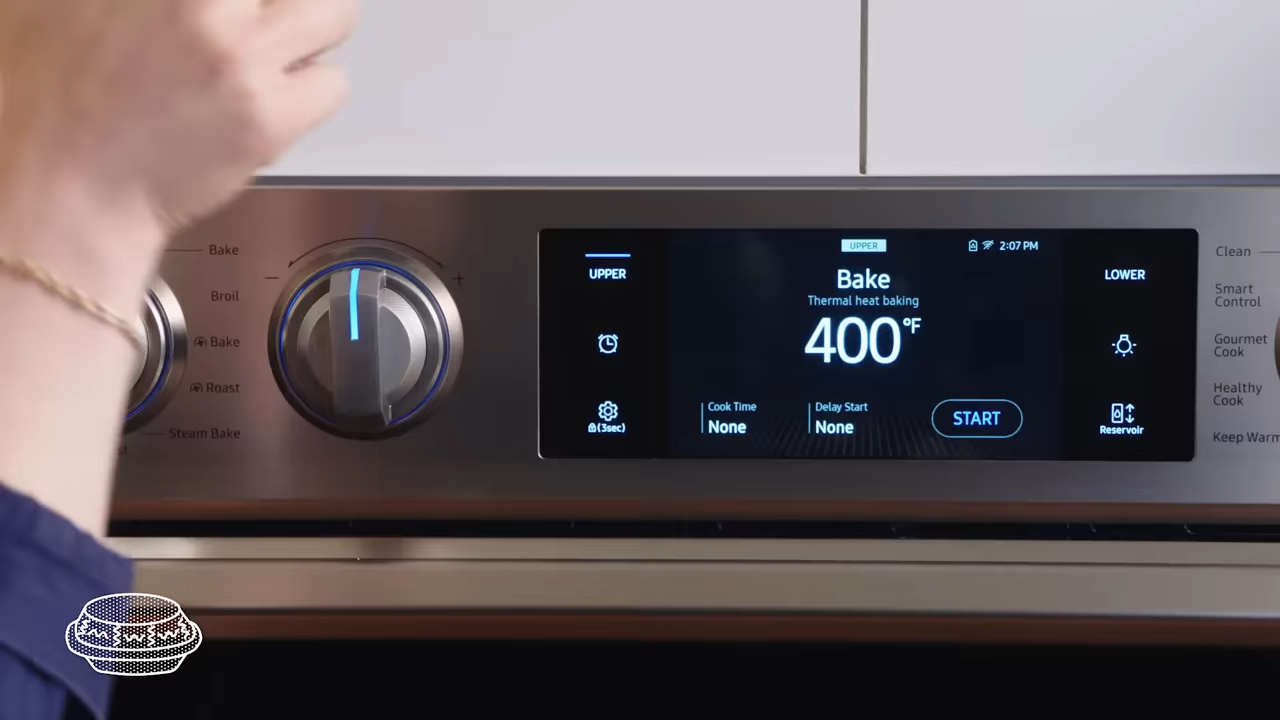 Bake
Broil
Bake
Roast
Steam Bake
st
−
+
UPPER
(3sec)
UPPER
2:07 PM
Bake
Thermal heat baking
400°F
Cook Time
None
Delay Start
None
START
LOWER
Reservoir
Clean
Smart
Control
Gourmet
Cook
Healthy
Cook
Keep Warm